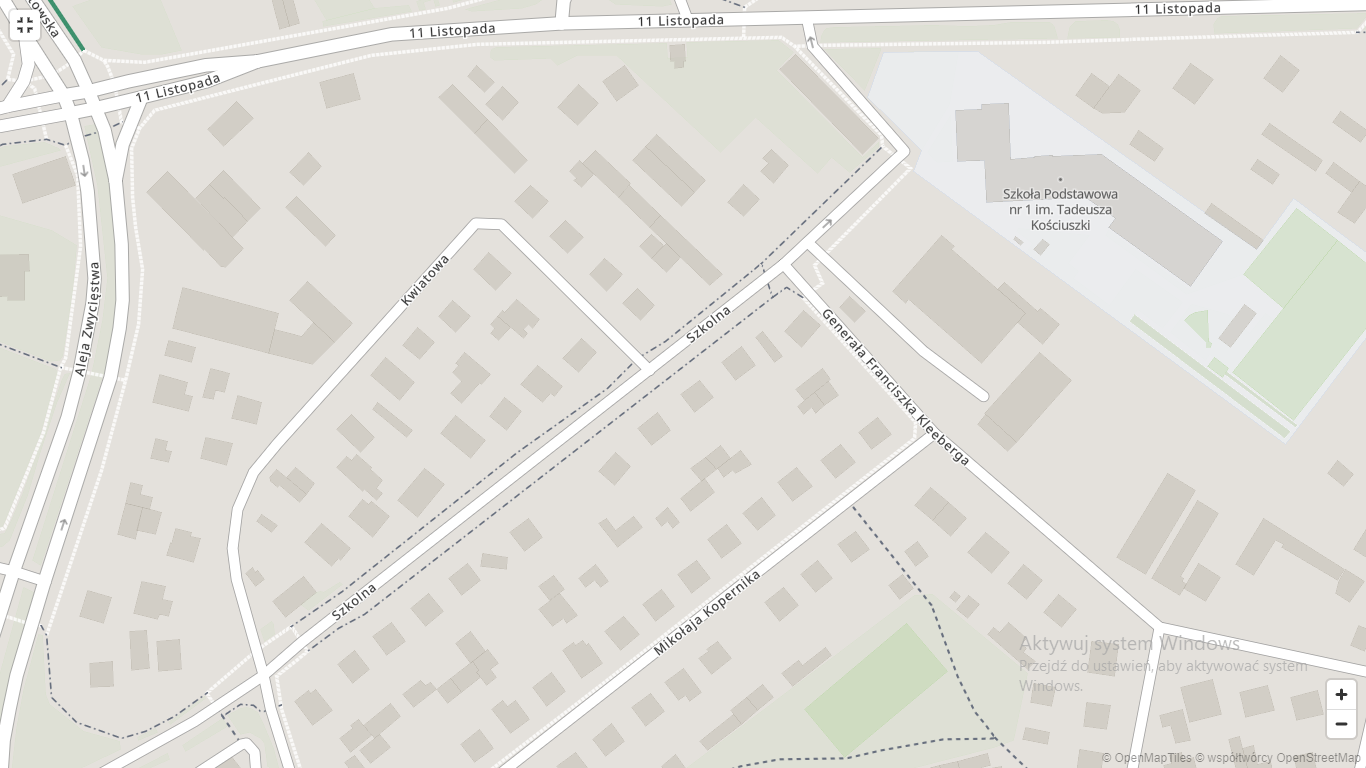 11 Listopada
11 Listopada
11 Listopada
11 Listopada
Szkoła Podstawowa
nr 1 im. Tadeusza
Kościuszki
Kwiatowa
Aleja Zwycięstwa
Szkolna
Generała Franciszka Kleeberga
Szkolna
Mikołaja Kopernika
Aktywuj system Windows
Przejdź do ustawień, aby aktywować system
Windows.
+
−
© OpenMapTiles © współtwórcy OpenStreetMap